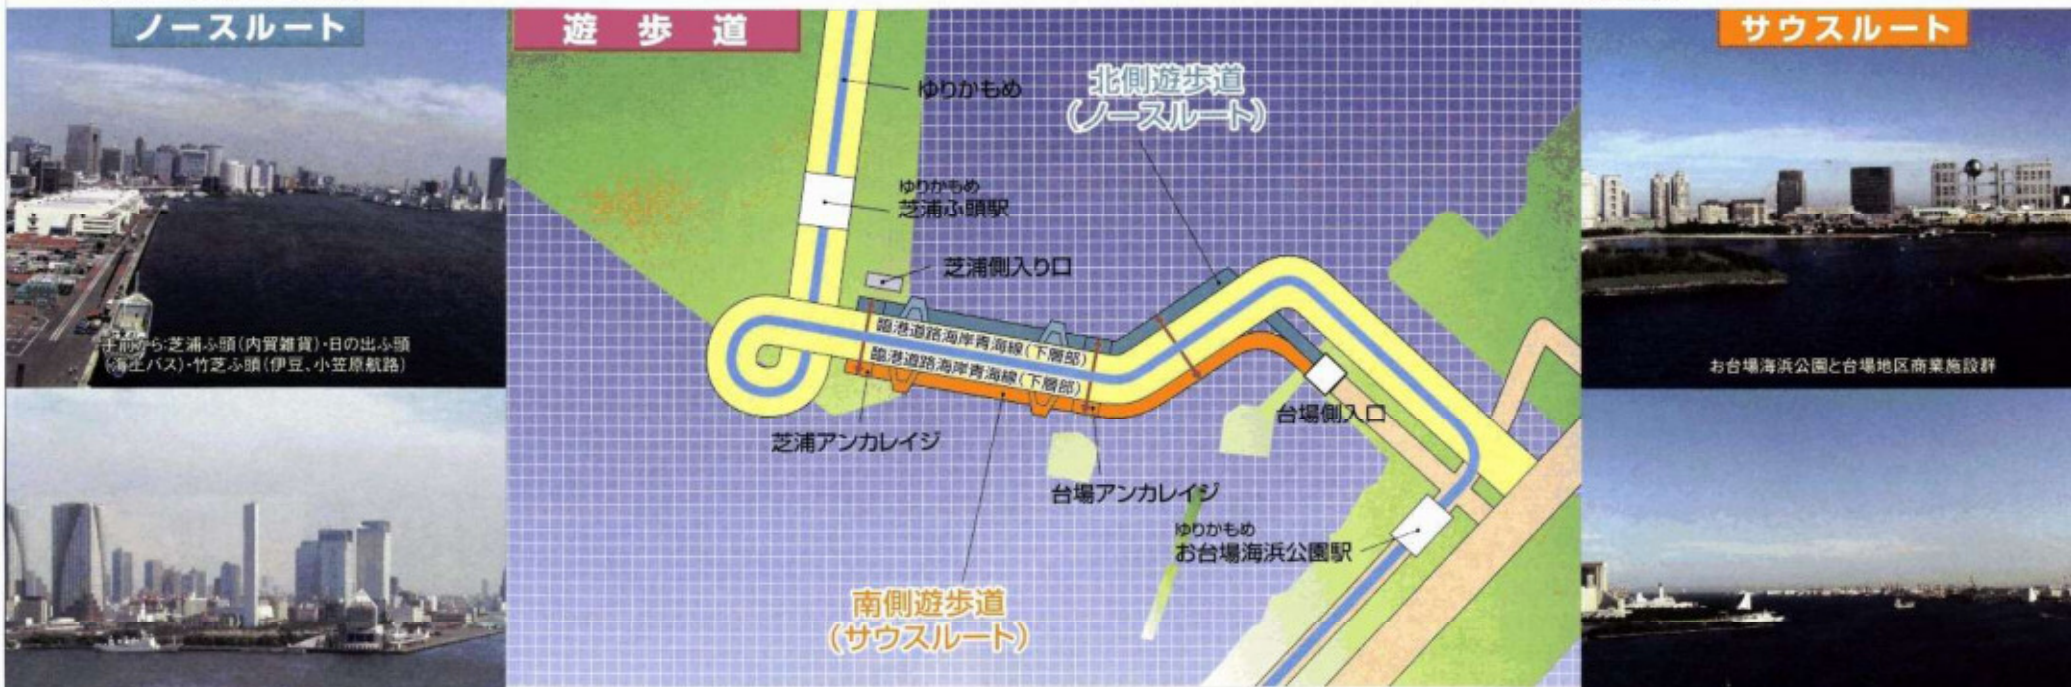 ノースルート
手前から:芝浦ふ頭(内貿雑貨)・日の出ふ頭
(海上バス)・竹芝ふ頭(伊豆、小笠原航路)
遊歩道
ゆりかもめ
北側遊歩道
(ノースルート)
ゆりかもめ
芝浦ふ頭駅
芝浦側入り口
臨港道路海岸青海線(下層部)
臨港道路海岸青海線(下層部)
台場側入口
芝浦アンカレイジ
台場アンカレイジ
ゆりかもめ
お台場海浜公園駅
南側遊歩道
(サウスルート)
サウスルート
お台場海浜公園と台場地区商業施設群